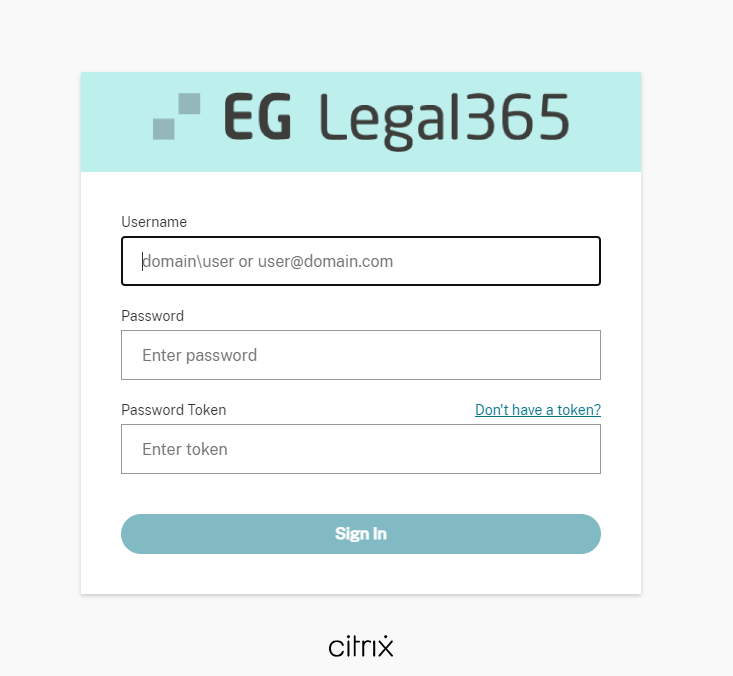 EG Legal365
Username
domain\user or user@domain.com
Password
Enter password
Password Token Don't have a token?
Enter token
Sign In
citrix